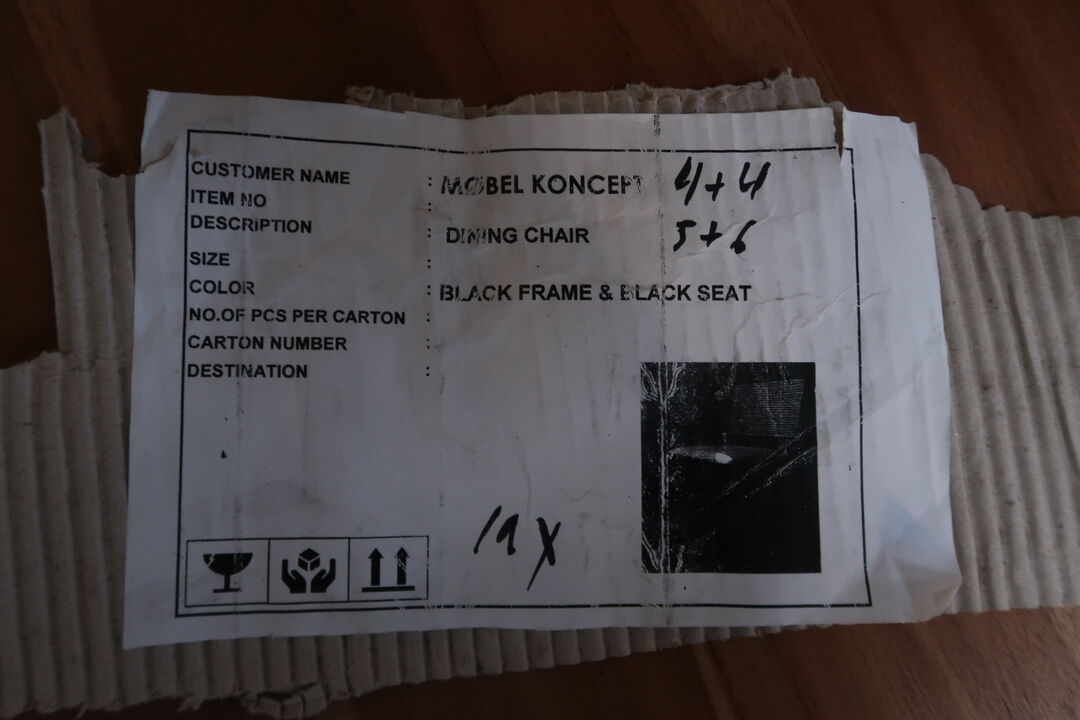 CUSTOMER NAME : MØBEL KONCEPT 4+4
ITEM NO :
DESCRIPTION : DINING CHAIR 5+6
SIZE :
COLOR : BLACK FRAME & BLACK SEAT
NO.OF PCS PER CARTON :
CARTON NUMBER :
DESTINATION :